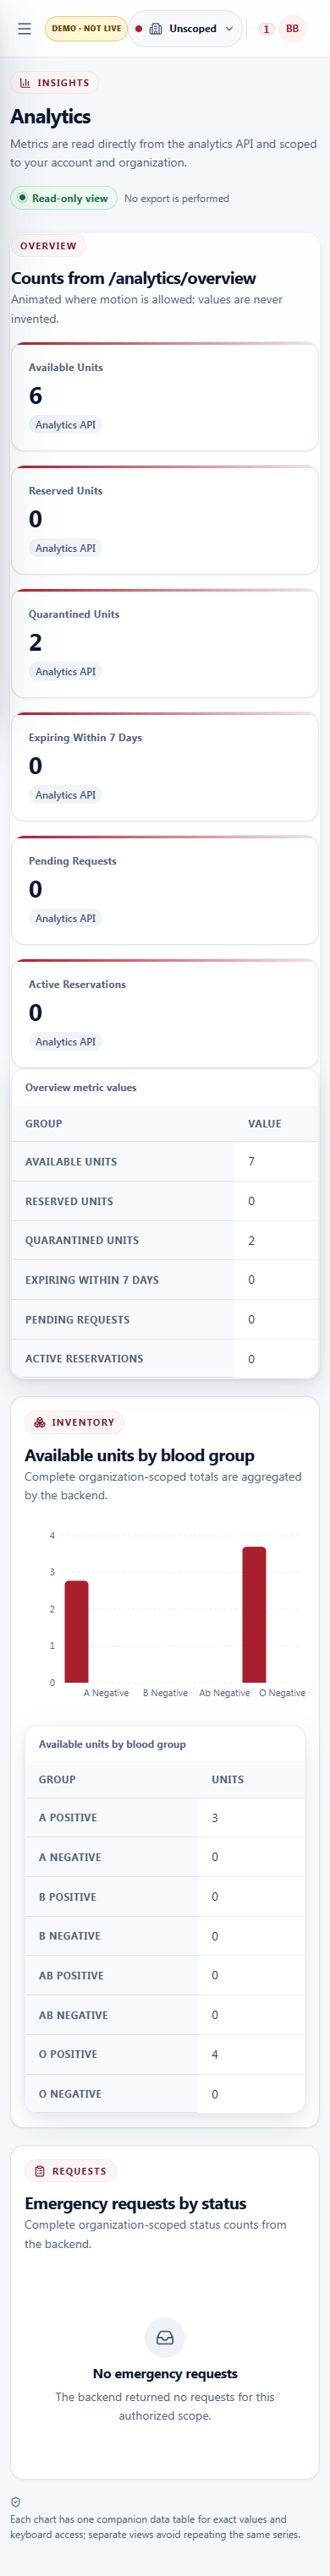 DEMO - NOT LIVE
Unscoped
1
BB
INSIGHTS
Analytics
Metrics are read directly from the analytics API and scoped
to your account and organization.
Read-only view
No export is performed
OVERVIEW
Counts from /analytics/overview
Animated where motion is allowed; values are never
invented.
Available Units
6
Analytics API
Reserved Units
0
Analytics API
Quarantined Units
2
Analytics API
Expiring Within 7 Days
0
Analytics API
Pending Requests
0
Analytics API
Active Reservations
0
Analytics API
Overview metric values
GROUP VALUE
AVAILABLE UNITS 7
RESERVED UNITS 0
QUARANTINED UNITS 2
EXPIRING WITHIN 7 DAYS 0
PENDING REQUESTS 0
ACTIVE RESERVATIONS 0
INVENTORY
Available units by blood group
Complete organization-scoped totals are aggregated
by the backend.
4
3
2
1
0
A Negative B Negative Ab Negative O Negative
Available units by blood group
GROUP UNITS
A POSITIVE 3
A NEGATIVE 0
B POSITIVE 0
B NEGATIVE 0
AB POSITIVE 0
AB NEGATIVE 0
O POSITIVE 4
O NEGATIVE 0
REQUESTS
Emergency requests by status
Complete organization-scoped status counts from
the backend.
No emergency requests
The backend returned no requests for this
authorized scope.
Each chart has one companion data table for exact values and
keyboard access; separate views avoid repeating the same series.